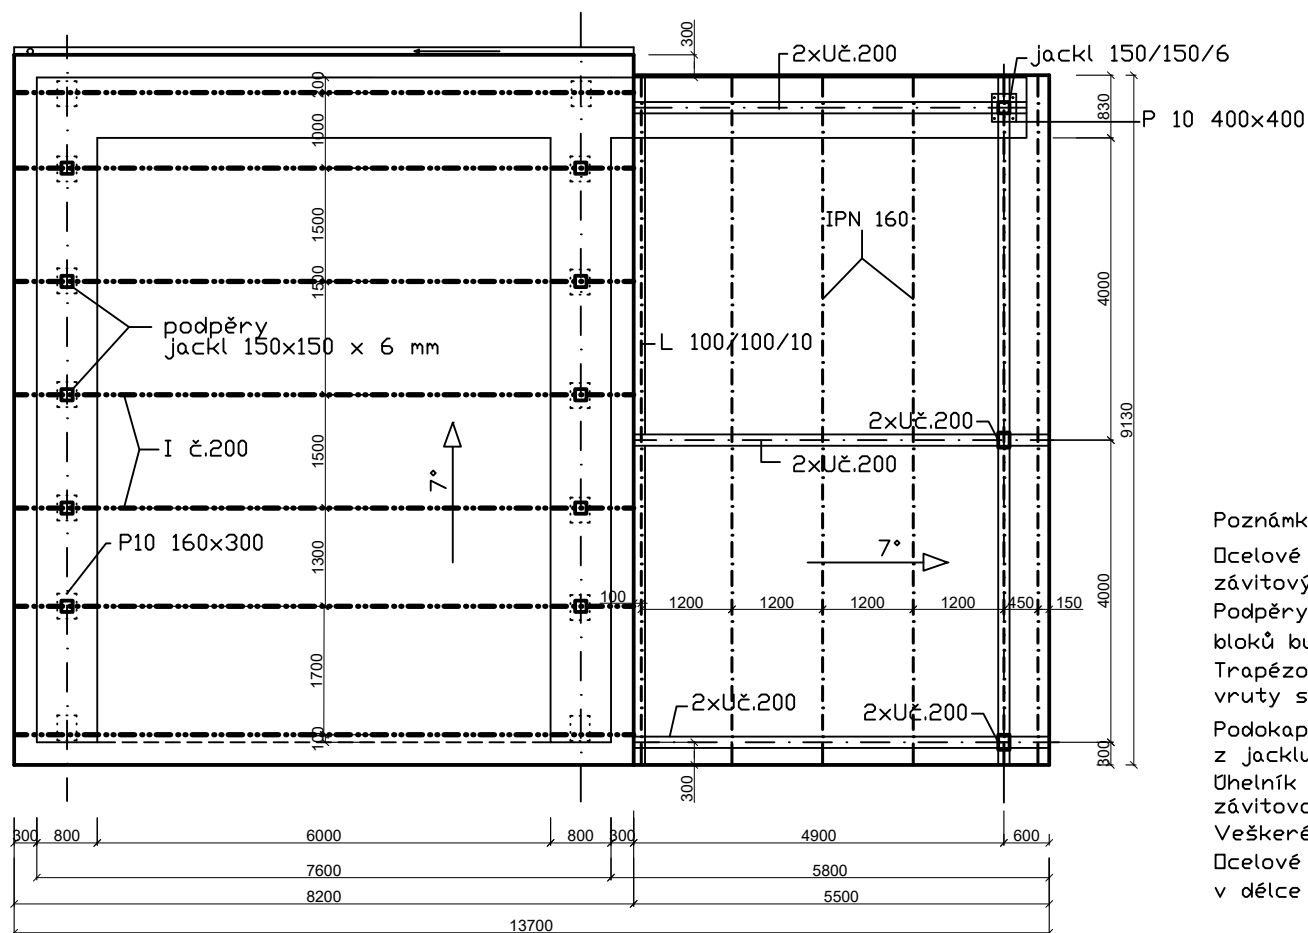 300
2xUč.200
jackl 150/150/6
P 10 400x400
830
200
1000
1500
1500
1500
1300
1700
100
IPN 160
4000
9130
4000
300
podpěry
jackl 150x150 x 6 mm
L 100/100/10
I č.200
7°
2xUč.200
2xUč.200
P10 160x300
7°
100
1200
1200
1200
1200
450
150
2xUč.200
2xUč.200
300
Poznámk
celové
závitový
Podpěry
bloků bu
Trapézo
vruty s
Podokap
z jacklu
Úhelník
závitovo
Veškeré
celové
v délce
300
800
6000
800
300
4900
600
7600
5800
8200
5500
13700